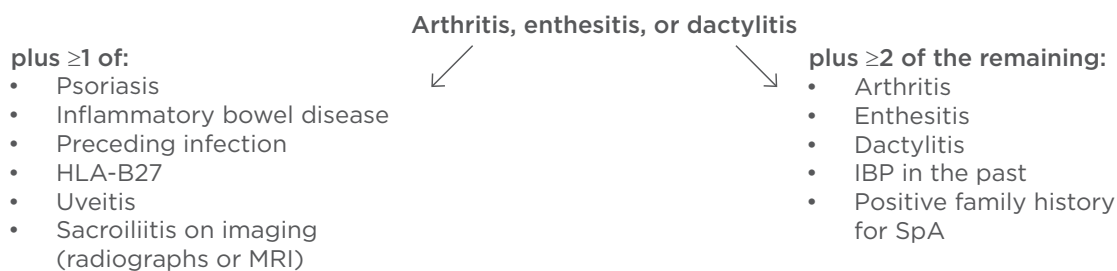 Arthritis, enthesitis, or dactylitis
plus ≥1 of:
• Psoriasis
• Inflammatory bowel disease
• Preceding infection
• HLA-B27
• Uveitis
• Sacroiliitis on imaging
(radiographs or MRI)
plus ≥2 of the remaining:
• Arthritis
• Enthesitis
• Dactylitis
• IBP in the past
• Positive family history
for SpA